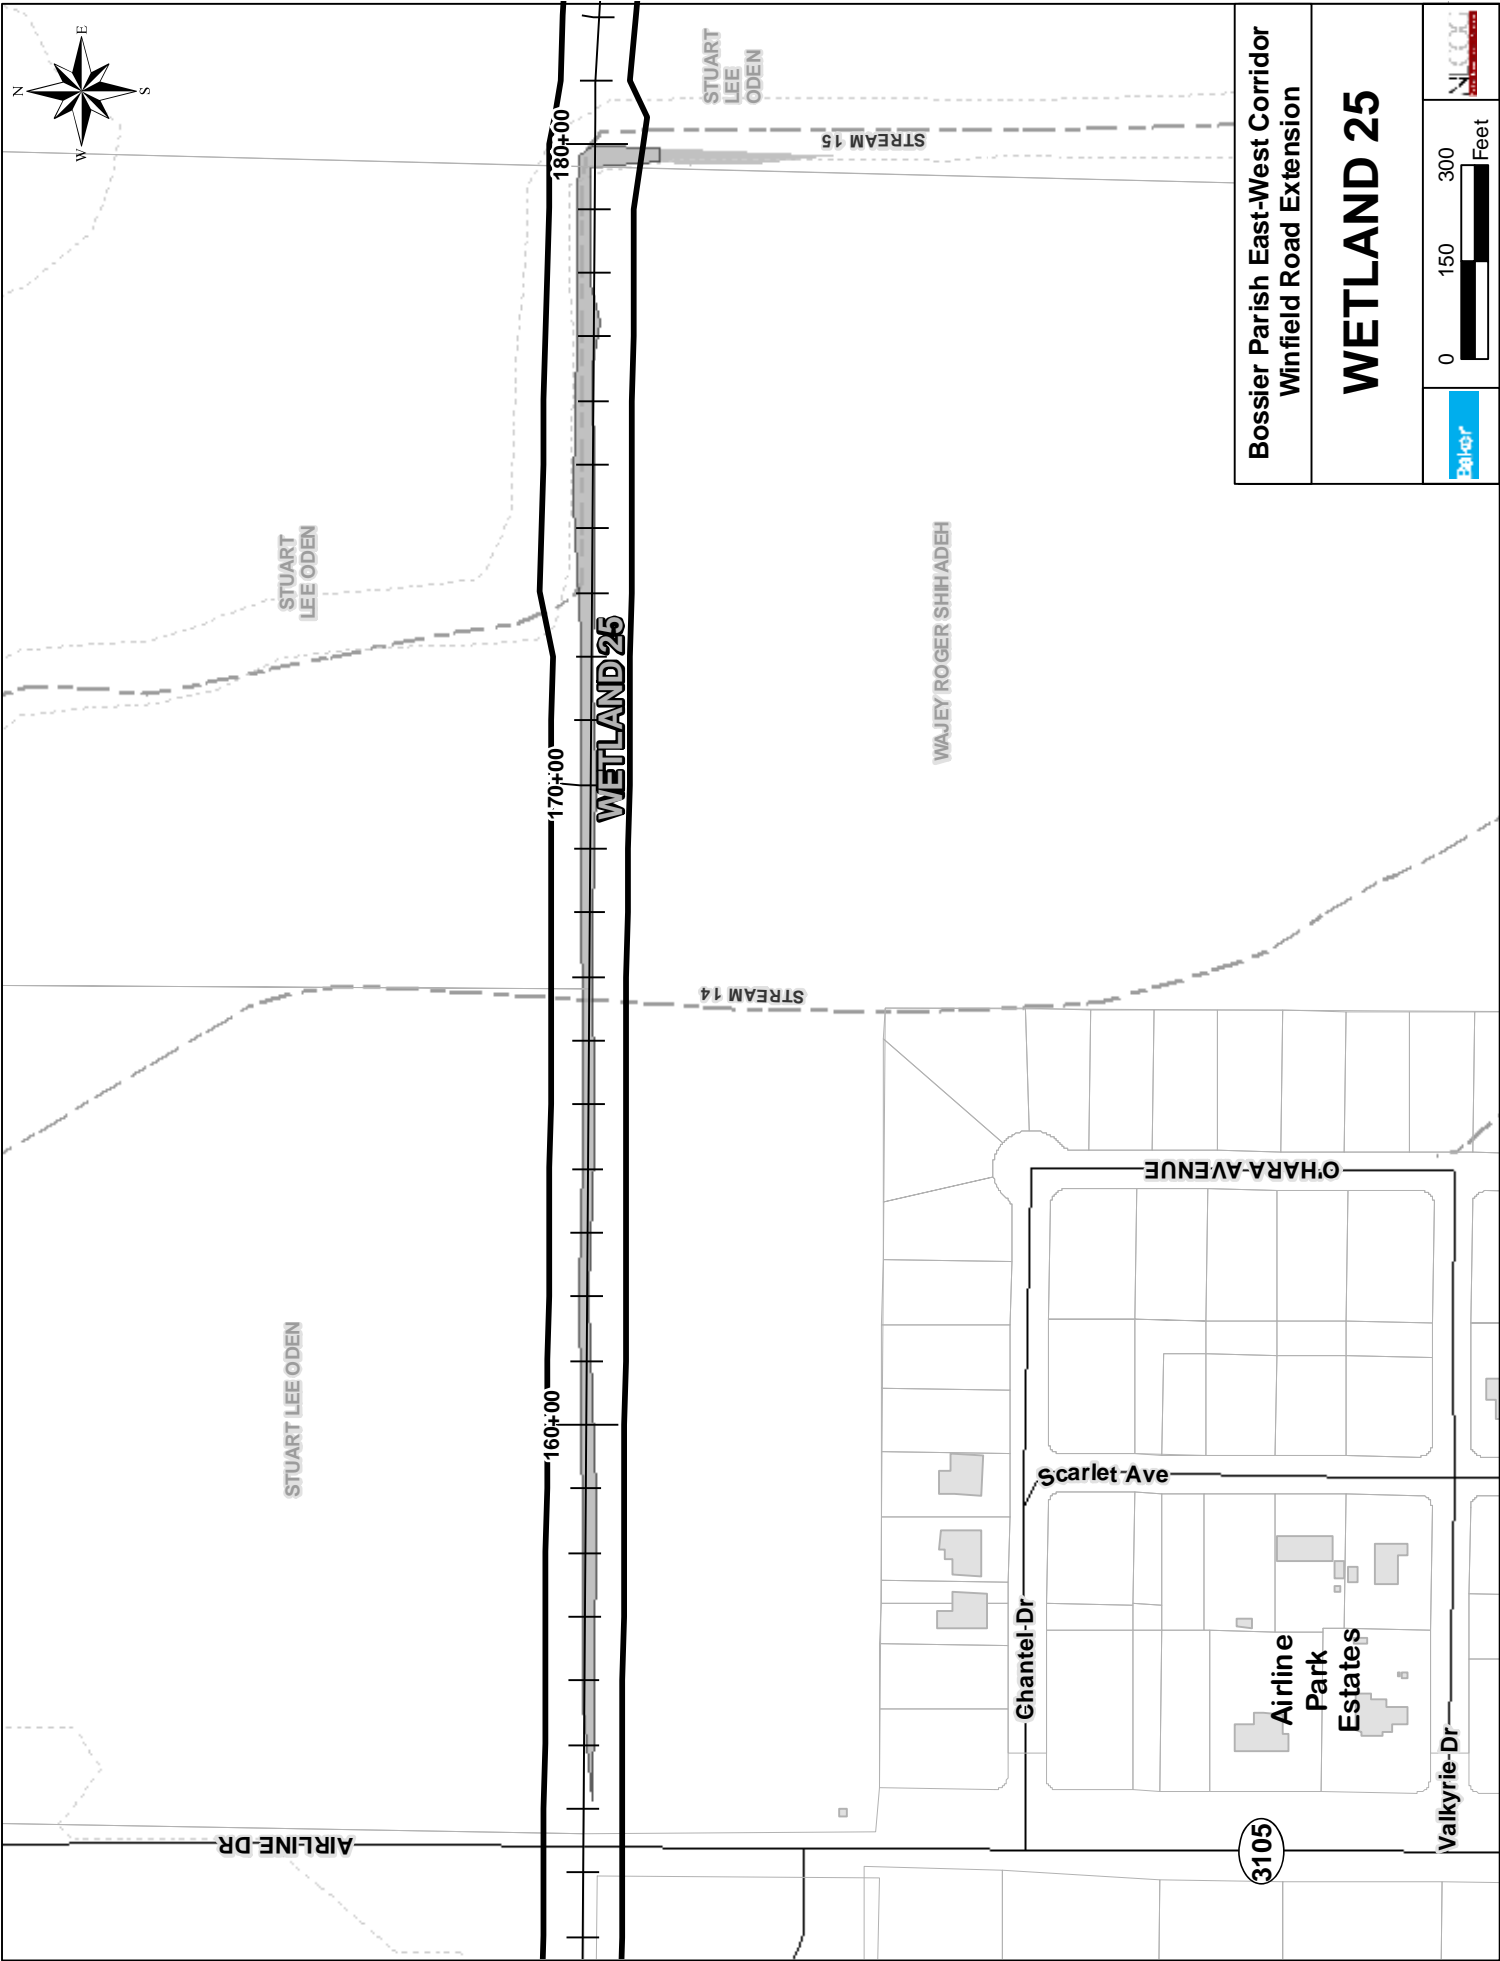 N
E
S
W
STUART
LEE
ODEN
180+00
STREAM 15
STUART
LEE ODEN
WETLAND 25
WAJEY ROGER SHIHADEH
170+00
STREAM 14
STUART LEE ODEN
160+00
O'HARA AVENUE
Scarlet Ave
Chantel Dr
Airline
Park
Estates
Valkyrie Dr
AIRLINE DR
3105
Bossier Parish East-West Corridor
Winfield Road Extension
WETLAND 25
Baker
0 150 300
Feet